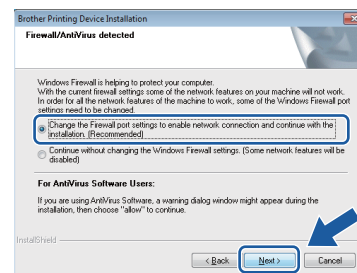 Brother Printing Device Installation
Firewall/AntiVirus detected
Windows Firewall is helping to protect your computer.
With the current firewall settings some of the network features on your machine will not work.
In order for all the network features of the machine to work, some of the Windows Firewall port
settings need to be changed.
Change the Firewall port settings to enable network connection and continue with the
installation. (Recommended)
Continue without changing the Windows Firewall settings. (Some network features will be
disabled)
For AntiVirus Software Users:
If you are using AntiVirus Software, a warning dialog window might appear during the
installation, then choose "allow" to continue.
InstallShield
< Back
Next >
Cancel